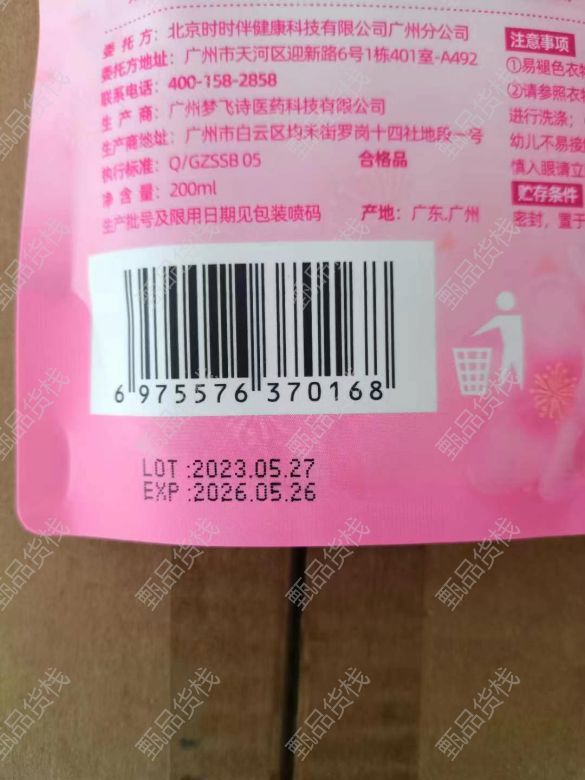 委 托 方：北京时时伴健康科技有限公司广州分公司
委托方地址：广州市天河区迎新路6号1栋401室-A492
联系电话：400-158-2858
生 产 商：广州梦飞诗医药科技有限公司
生产商地址：广州市白云区均禾街罗岗十四社地段一号
执行标准：Q/GZSSB 05 合格品
净 含 量：200ml
生产批号及限用日期见包装喷码 产地：广东.广州
注意事项
①易褪色衣物
②请参照衣物
进行洗涤；
幼儿不易接
慎入眼请立
贮存条件
密封，置于
6 975576 370168
LOT :2023.05.27
EXP :2026.05.26
甄品货栈